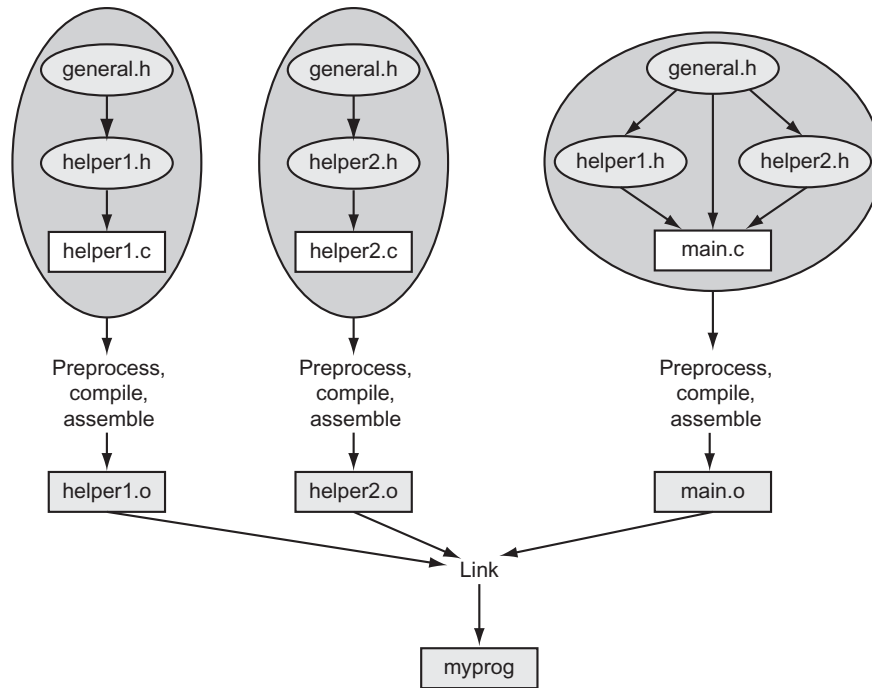 general.h
general.h
general.h
helper1.h
helper2.h
helper1.h
helper2.h
helper1.c
helper2.c
main.c
Preprocess,
compile,
assemble
Preprocess,
compile,
assemble
Preprocess,
compile,
assemble
helper1.o
helper2.o
main.o
Link
myprog